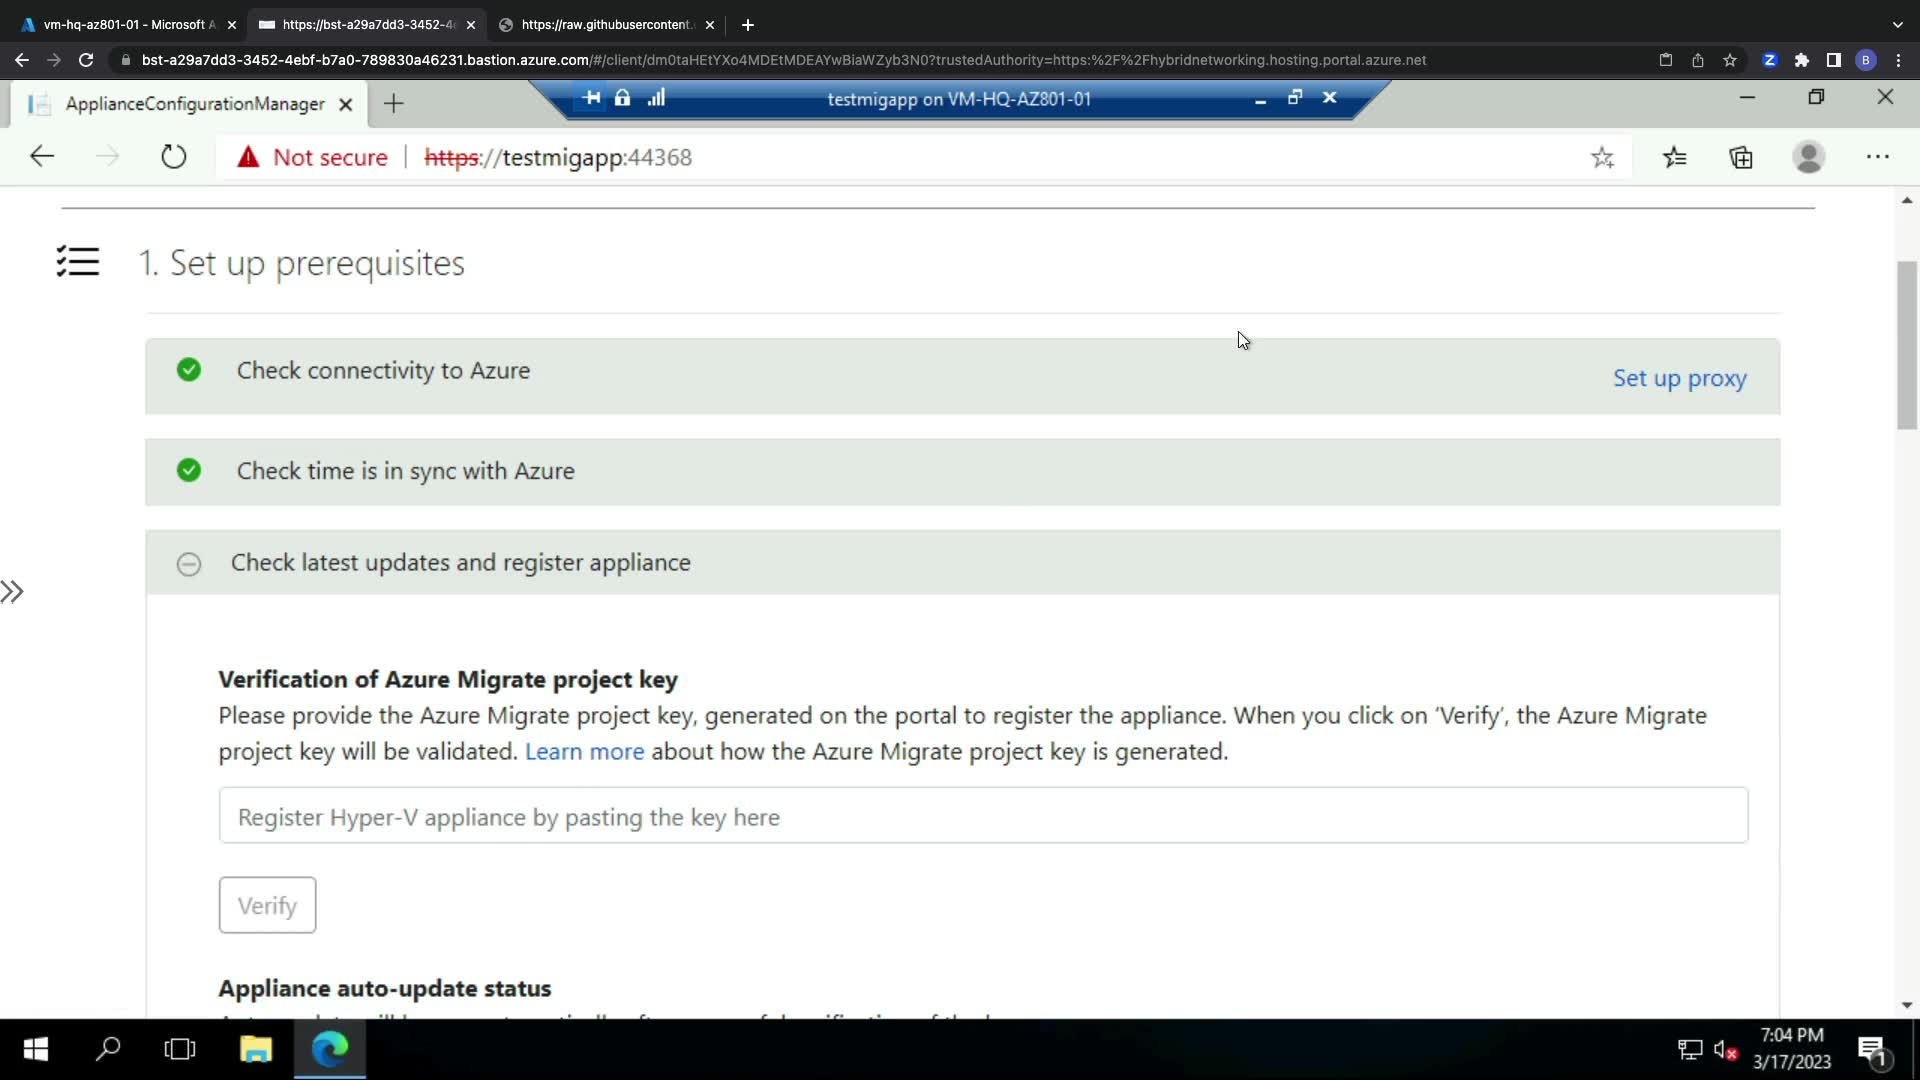 vm-hq-az801-01 - Microsoft A
https://bst-a29a7dd3-3452-4e
https://raw.githubusercontent.
bst-a29a7dd3-3452-4ebf-b7a0-789830a46231.bastion.azure.com/#/client/dm0taHEtYXo4MDEtMDEAYwBiaWZyb3N0?trustedAuthority=https:%2F%2Fhybridnetworking.hosting.portal.azure.net
Z
B
ApplianceConfigurationManager
testmigapp on VM-HQ-AZ801-01
Not secure
https://testmigapp:44368
1. Set up prerequisites
Check connectivity to Azure
Set up proxy
Check time is in sync with Azure
Check latest updates and register appliance
Verification of Azure Migrate project key
Please provide the Azure Migrate project key, generated on the portal to register the appliance. When you click on ‘Verify’, the Azure Migrate
project key will be validated. Learn more about how the Azure Migrate project key is generated.
Register Hyper-V appliance by pasting the key here
Verify
Appliance auto-update status
7:04 PM
3/17/2023
1